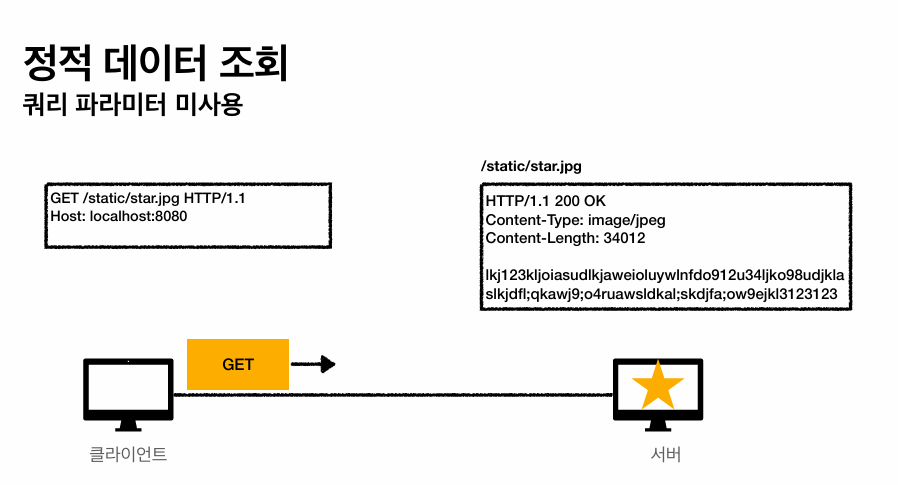 정적 데이터 조회
쿼리 파라미터 미사용
/static/star.jpg
GET /static/star.jpg HTTP/1.1
Host: localhost:8080
HTTP/1.1 200 OK
Content-Type: image/jpeg
Content-Length: 34012
lkj123kljoiasudlkjaweioluywlnfdo912u34ljko98udjkla
slkjdfl;qkawj9;o4ruawsldkal;skdjfa;ow9ejkl3123123
GET
클라이언트
서버